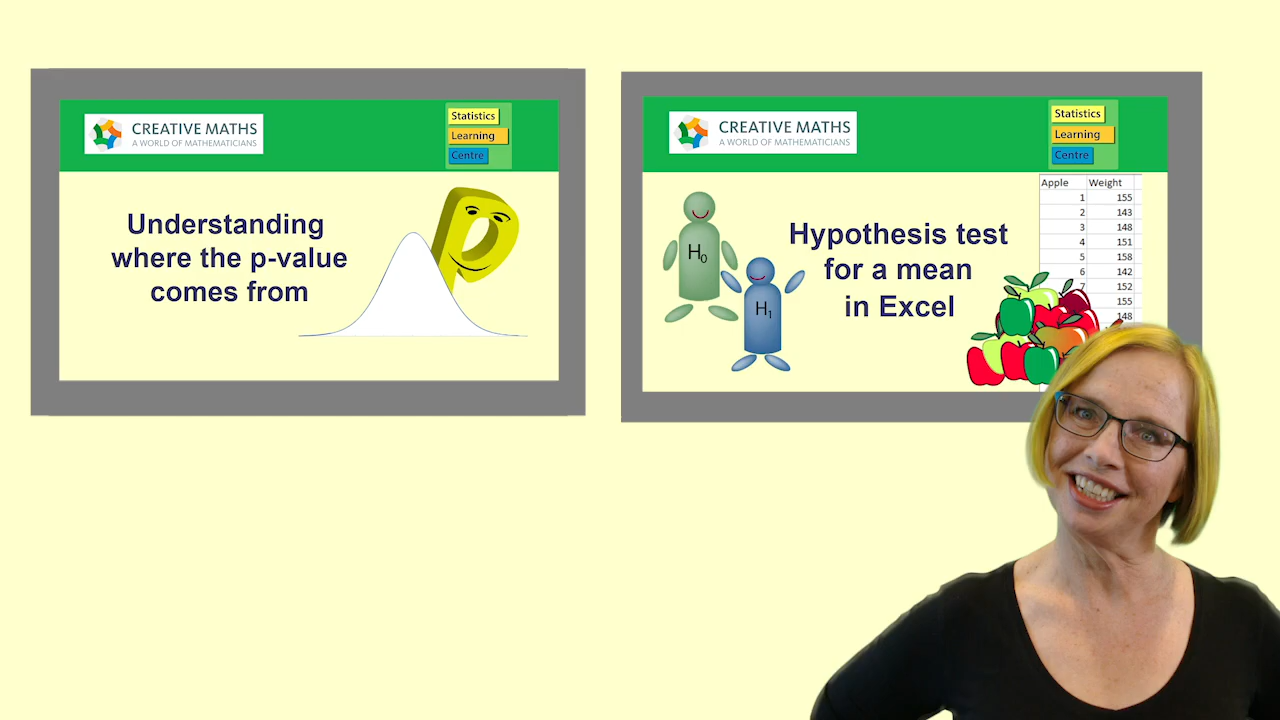 CREATIVE MATHS
A WORLD OF MATHEMATICIANS
Statistics
Learning
Centre
Understanding
where the p-value
comes from
p
CREATIVE MATHS
A WORLD OF MATHEMATICIANS
Statistics
Learning
Centre
H0
H1
Hypothesis test
for a mean
in Excel
Apple Weight
1 155
2 143
3 148
4 151
5 158
6 142
7 152
155
148